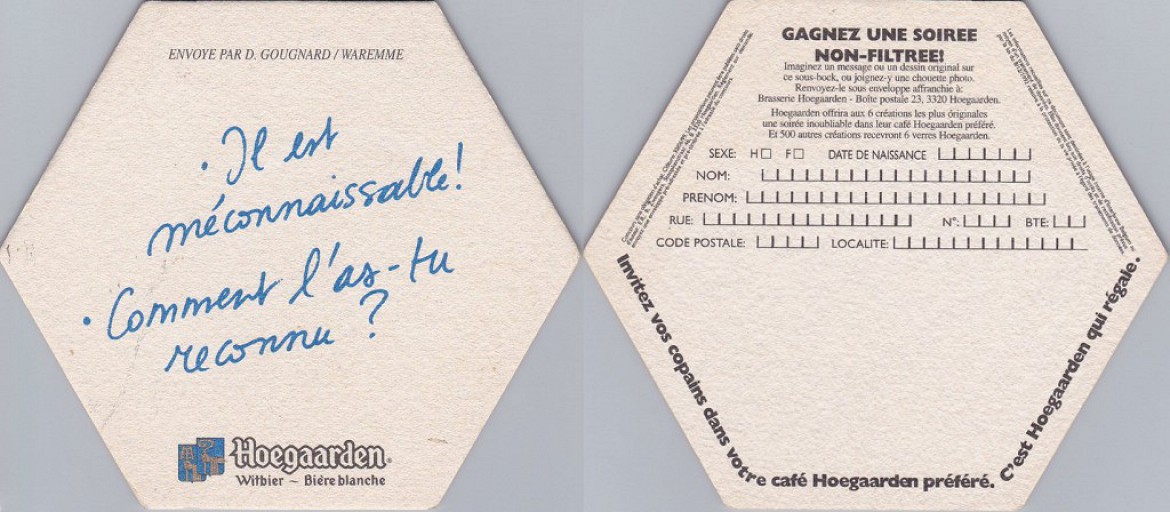 ENVOYE PAR D. GOUGNARD / WAREMME
• Il est
méconnaissable!
• Comment l'as-tu
reconnu ?
Hoegaarden®
Witbier ~ Bière blanche
GAGNEZ UNE SOIREE
NON-FILTREE!
Imaginez un message ou un dessin original sur
ce sous-bock, ou joignez-y une chouette photo.
Renvoyez-le sous enveloppe affranchie à:
Brasserie Hoegaarden - Boîte postale 23, 3320 Hoegaarden.
Hoegaarden offrira aux 6 créations les plus originales
une soirée inoubliable dans leur café Hoegaarden préféré.
Et 500 autres créations recevront 6 verres Hoegaarden.
SEXE: H F DATE DE NAISSANCE
NOM:
PRENOM:
RUE: N°: BTE:
CODE POSTALE: LOCALITE:
Invitez vos copains dans votre café Hoegaarden préféré. C'est Hoegaarden qui régale.